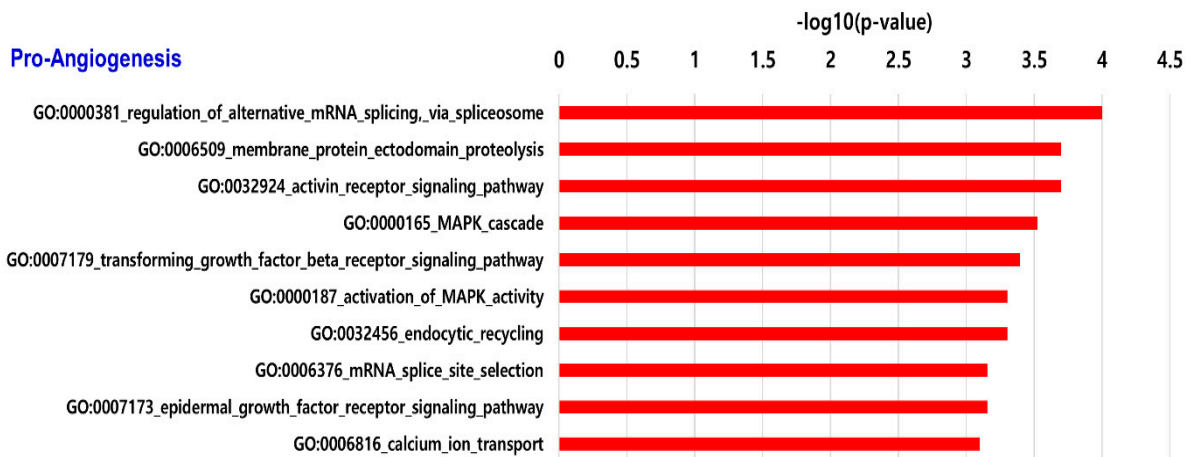 -log10(p-value)
Pro-Angiogenesis
0 0.5 1 1.5 2 2.5 3 3.5 4 4.5
GO:0000381_regulation_of_alternative_mRNA_splicing,_via_spliceosome
GO:0006509_membrane_protein_ectodomain_proteolysis
GO:0032924_activin_receptor_signaling_pathway
GO:0000165_MAPK_cascade
GO:0007179_transforming_growth_factor_beta_receptor_signaling_pathway
GO:0000187_activation_of_MAPK_activity
GO:0032456_endocytic_recycling
GO:0006376_mRNA_splice_site_selection
GO:0007173_epidermal_growth_factor_receptor_signaling_pathway
GO:0006816_calcium_ion_transport